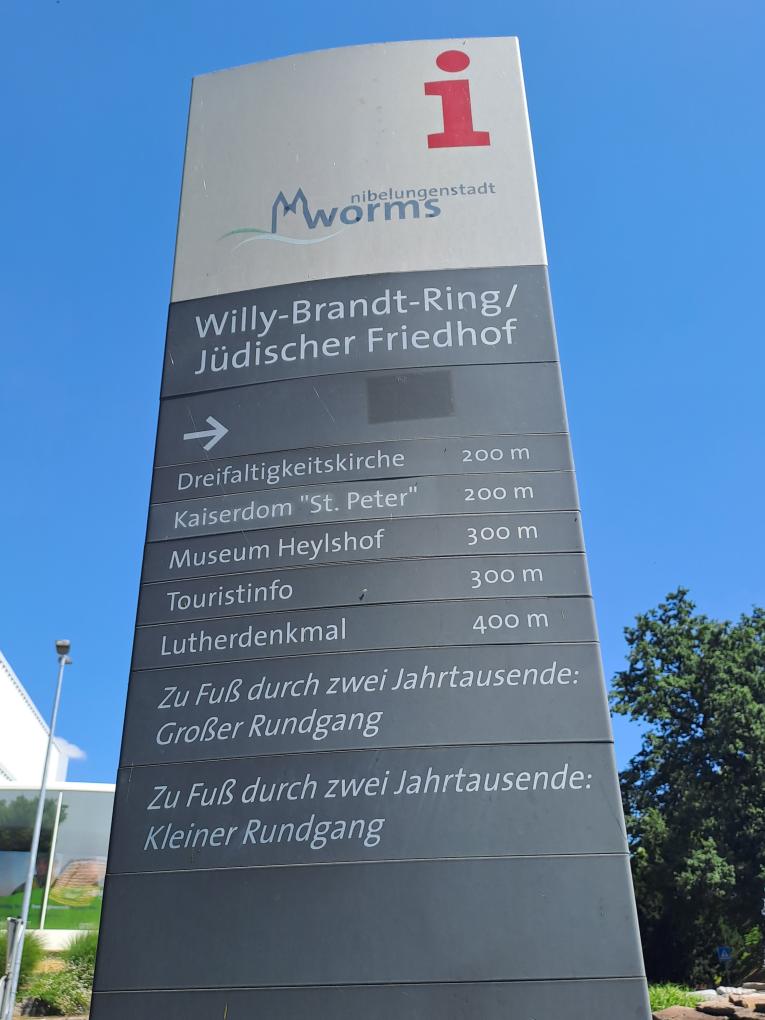 i
nibelungenstadt
worms
Willy-Brandt-Ring/
Jüdischer Friedhof
→
Dreifaltigkeitskirche 200 m
Kaiserdom "St. Peter" 200 m
Museum Heylshof 300 m
Touristinfo 300 m
Lutherdenkmal 400 m
Zu Fuß durch zwei Jahrtausende:
Großer Rundgang
Zu Fuß durch zwei Jahrtausende:
Kleiner Rundgang